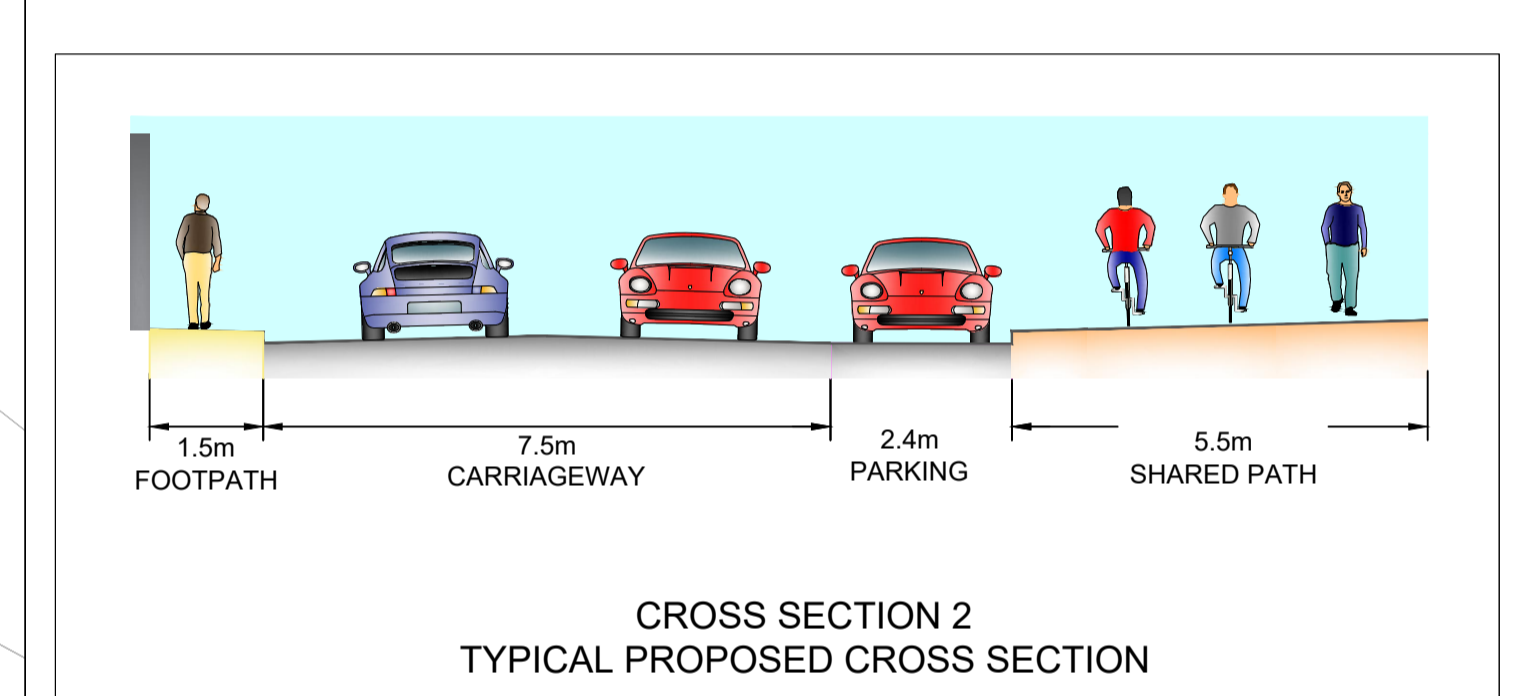 1.5m
FOOTPATH
7.5m
CARRIAGEWAY
2.4m
PARKING
5.5m
SHARED PATH
CROSS SECTION 2
TYPICAL PROPOSED CROSS SECTION